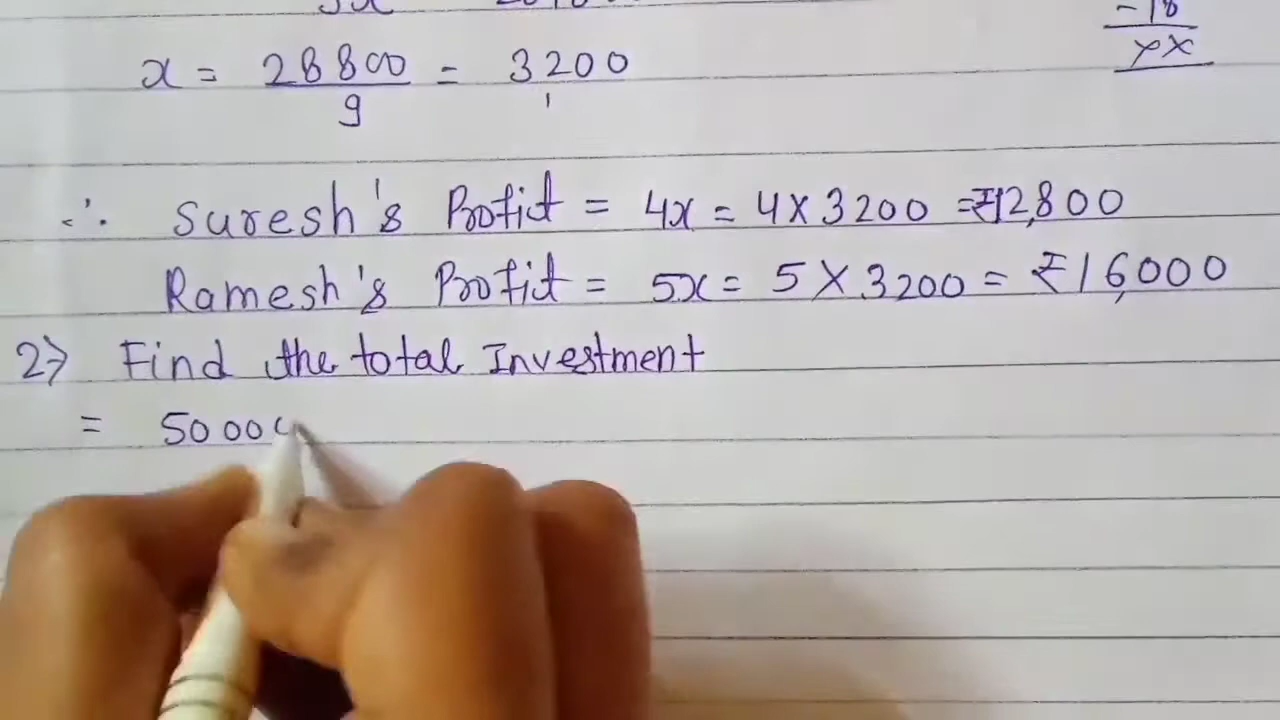 -18
x = 28800/9 = 3200
××
∴ Suresh's Profit = 4x = 4 × 3200 = ₹12,800
Ramesh's Profit = 5x = 5 × 3200 = ₹16,000
2) Find the total Investment
= 5000